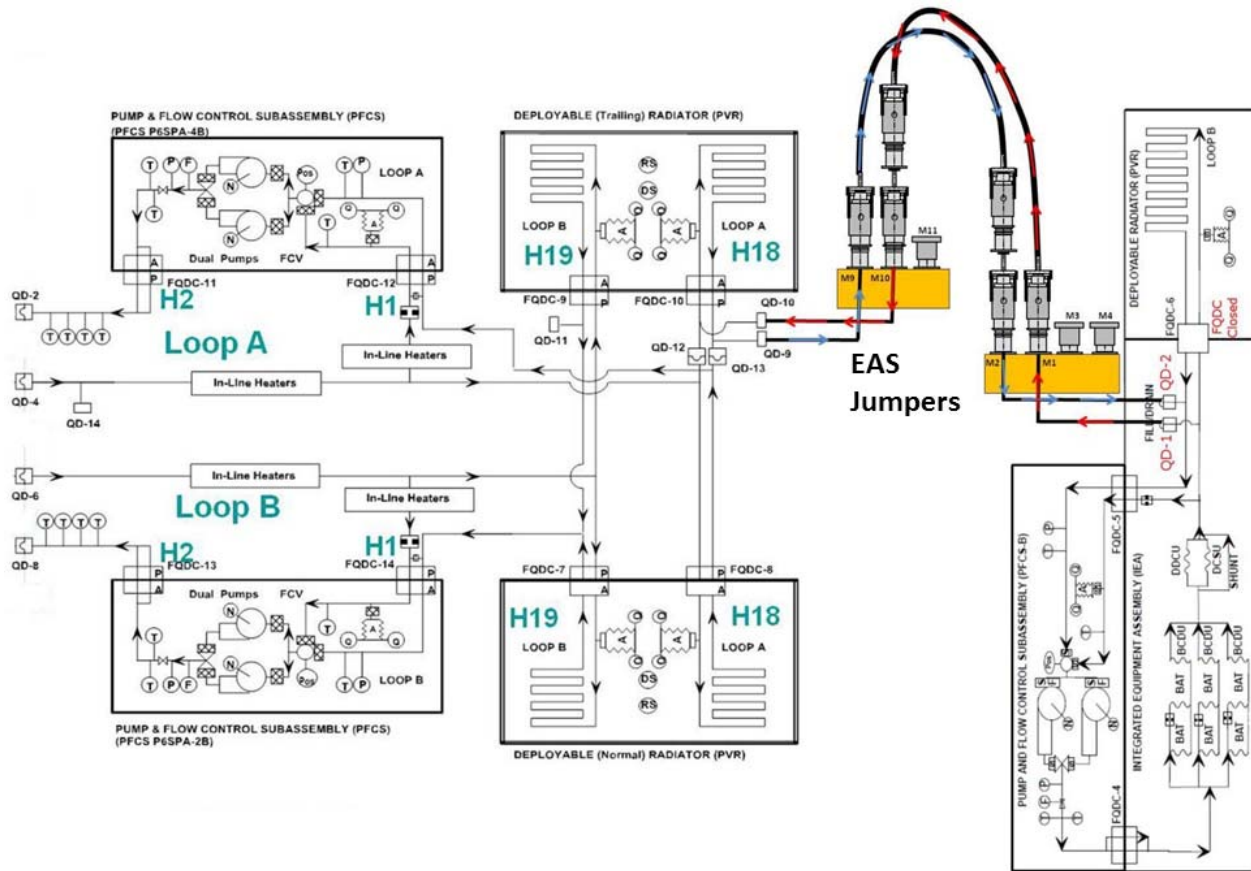 PUMP & FLOW CONTROL SUBASSEMBLY (PFCS)
(PFCS P6SPA-4B)
T
P
F
T
N
N
Pos
T
P
T
Q
Q
A
LOOP A
Dual Pumps FCV
A
P
FQDC-11
A
P
FQDC-12
H2
H1
QD-2
T T T T
Loop A
In-Line Heaters
QD-4
In-LIne Heaters
QD-14
QD-6
In-LIne Heaters
Loop B
In-Line Heaters
T T T T
QD-8
H2
FQDC-13
P
A
H1
FQDC-14
P
A
Dual Pumps FCV
T
N
N
T
P
F
Pos
T
A
Q
Q
T
P
LOOP B
PUMP & FLOW CONTROL SUBASSEMBLY (PFCS)
(PFCS P6SPA-2B)
DEPLOYABLE (Trailing) RADIATOR (PVR)
RS
DS
Q
Q
A
A
Q
Q
LOOP B
LOOP A
H19
H18
A
P
FQDC-9
A
P
FQDC-10
QD-10
QD-11
QD-12
QD-9
QD-13
FQDC-7
P
A
FQDC-8
P
A
H19
H18
LOOP B
LOOP A
Q
Q
A
A
Q
Q
DS
RS
DEPLOYABLE (Normal) RADIATOR (PVR)
M11
M9
M10
EAS
Jumpers
M3
M4
M2
M1
DEPLOYABLE RADIATOR (PVR)
LOOP B
Q
A
Q
FQDC-6
FQDC
Closed
QD-2
FILL/DRAIN
QD-1
FQDC-5
PUMP AND FLOW CONTROL SUBASSEMBLY (PFCS-B)
P
T
Q
A
Q
T
Pos
S
F
S
F
N
N
P
F
T
T
FQDC-4
INTEGRATED EQUIPMENT ASSEMBLY (IEA)
DDCU
DCSU
SHUNT
BAT BAT BCDU
BAT BAT BCDU
BAT BAT BCDU